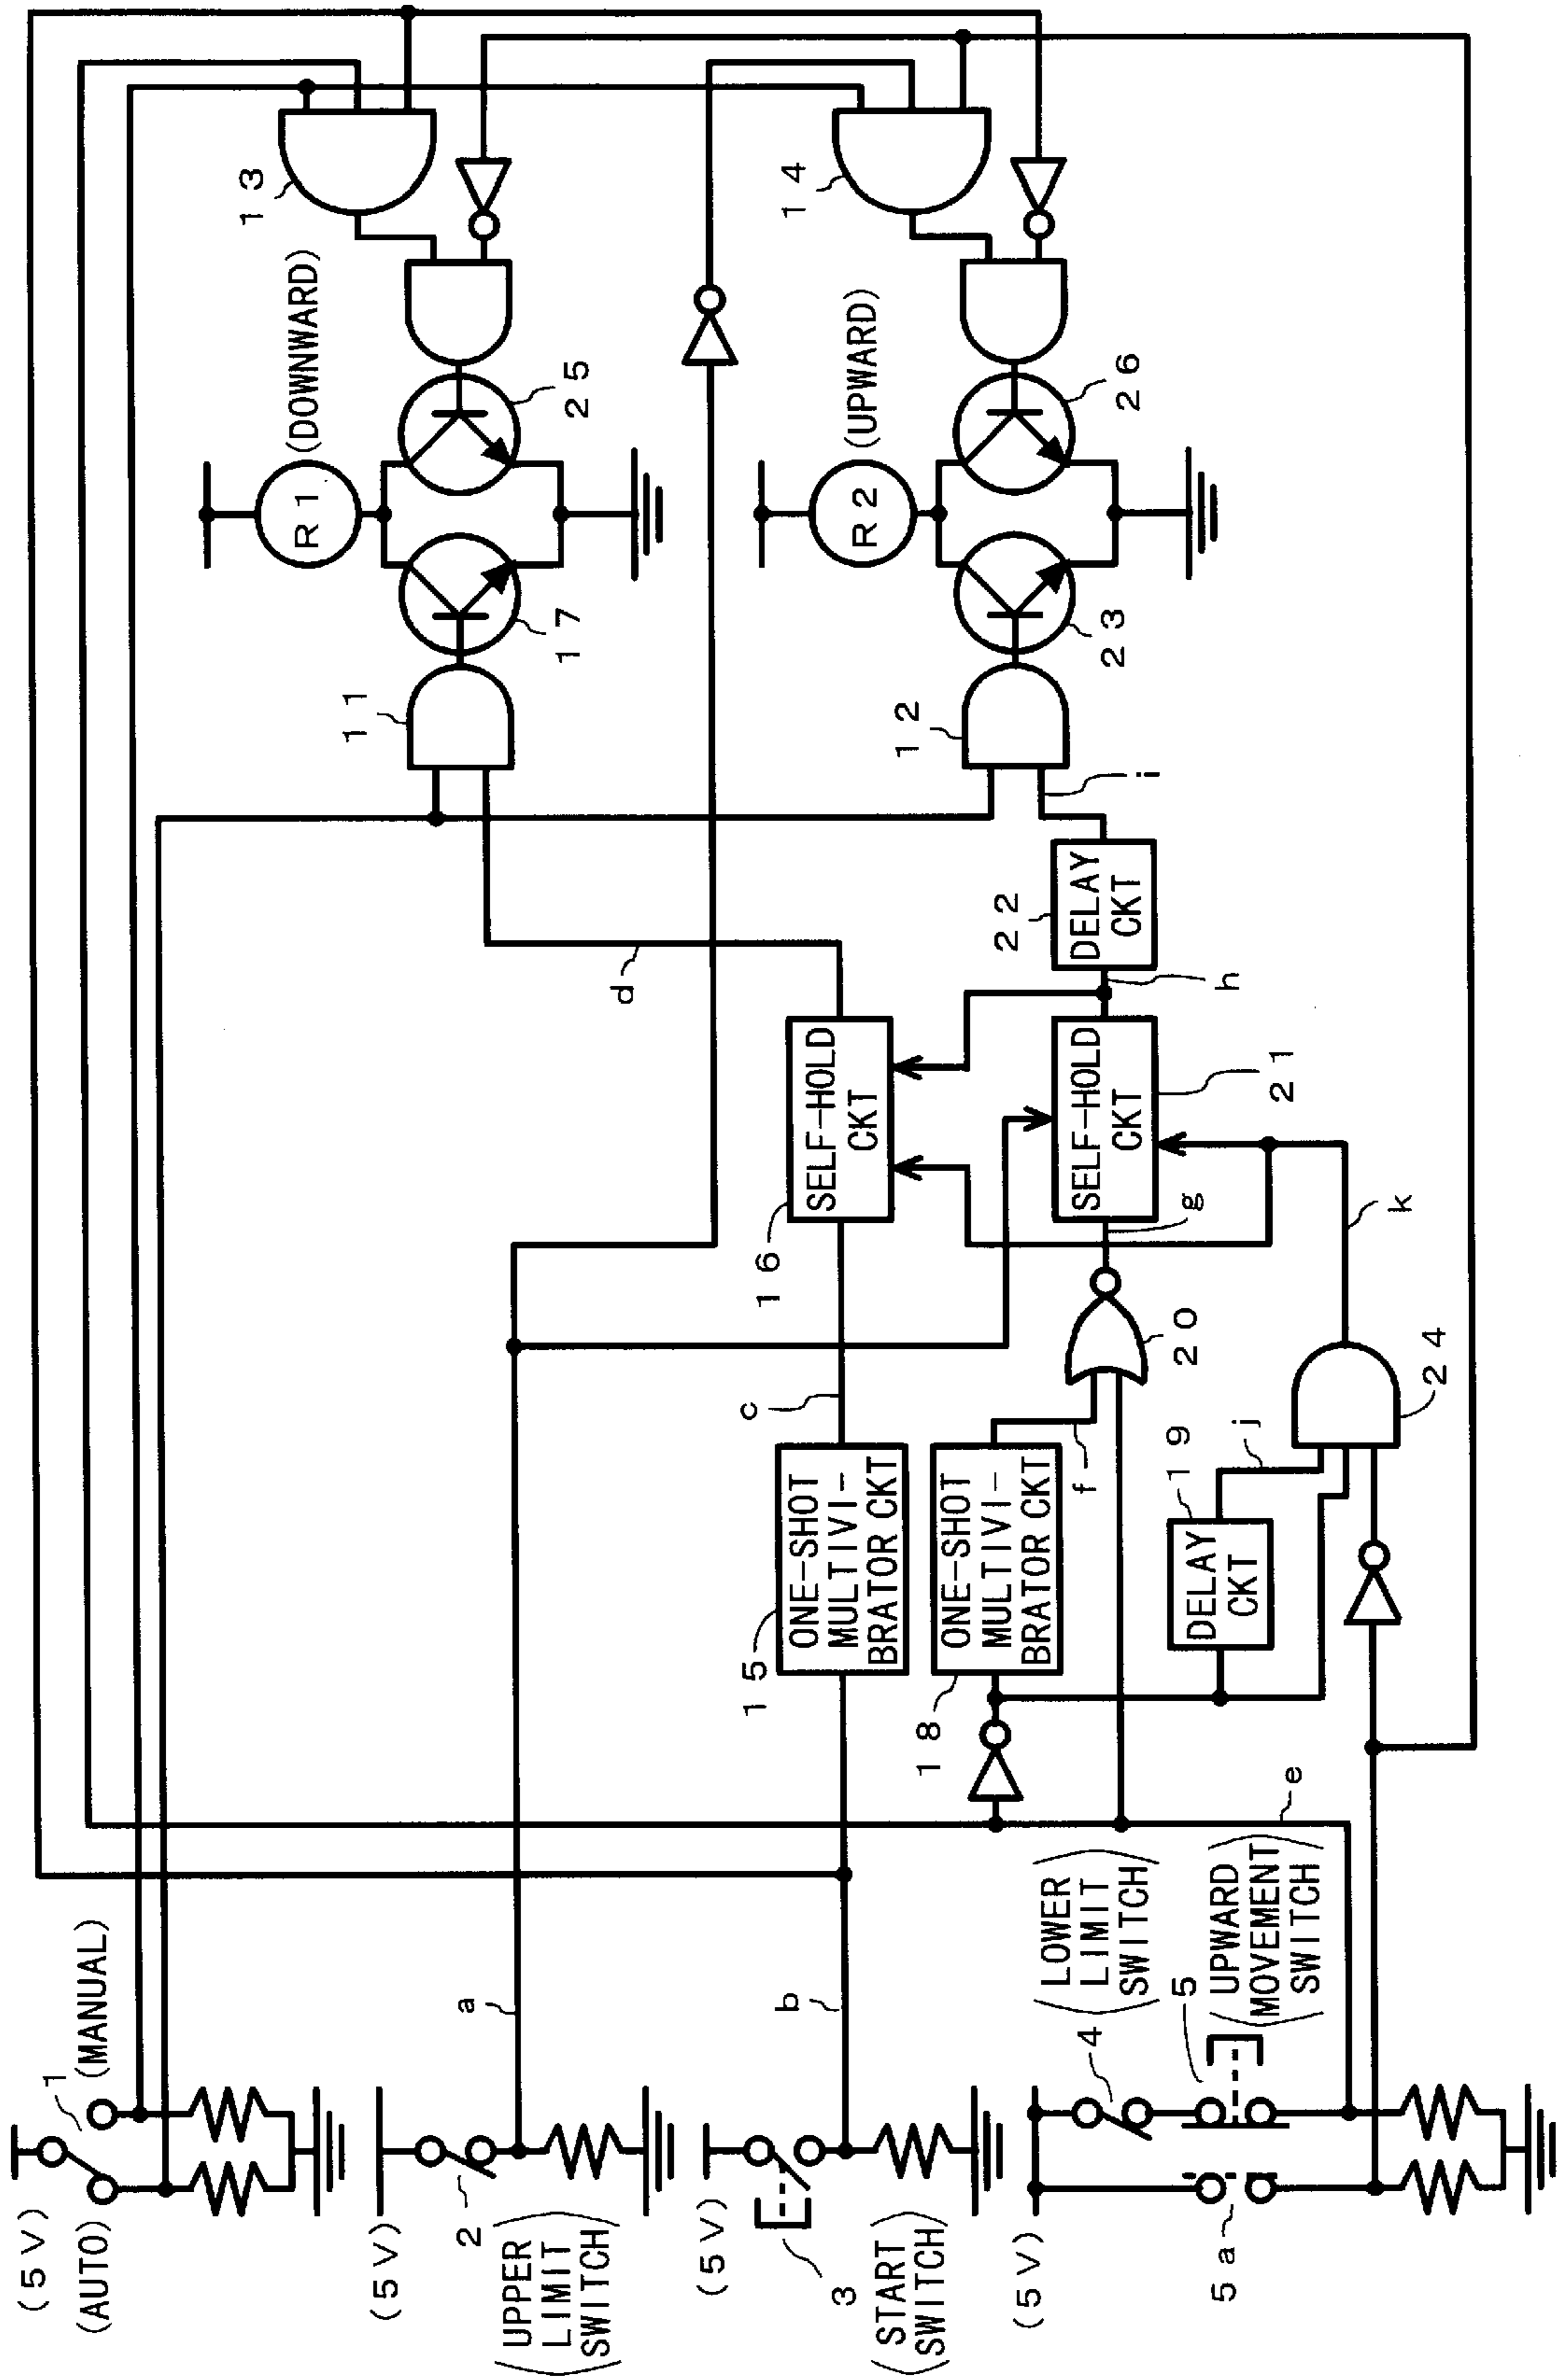 (5V)
(AUTO)
1
(MANUAL)
(5V)
2
(UPPER
LIMIT
SWITCH)
a
(5V)
3
(START
SWITCH)
b
(5V)
5a
4
(LOWER
LIMIT
SWITCH)
5
(UPWARD
MOVEMENT
SWITCH)
e
15
ONE-SHOT
MULTIVI-
BRATOR CKT
18
ONE-SHOT
MULTIVI-
BRATOR CKT
19
DELAY
CKT
c
f
j
20
24
16
SELF-HOLD
CKT
g
k
SELF-HOLD
CKT
21
d
h
22
DELAY
CKT
i
11
12
17
23
R1
(DOWNWARD)
25
R2
(UPWARD)
26
13
14